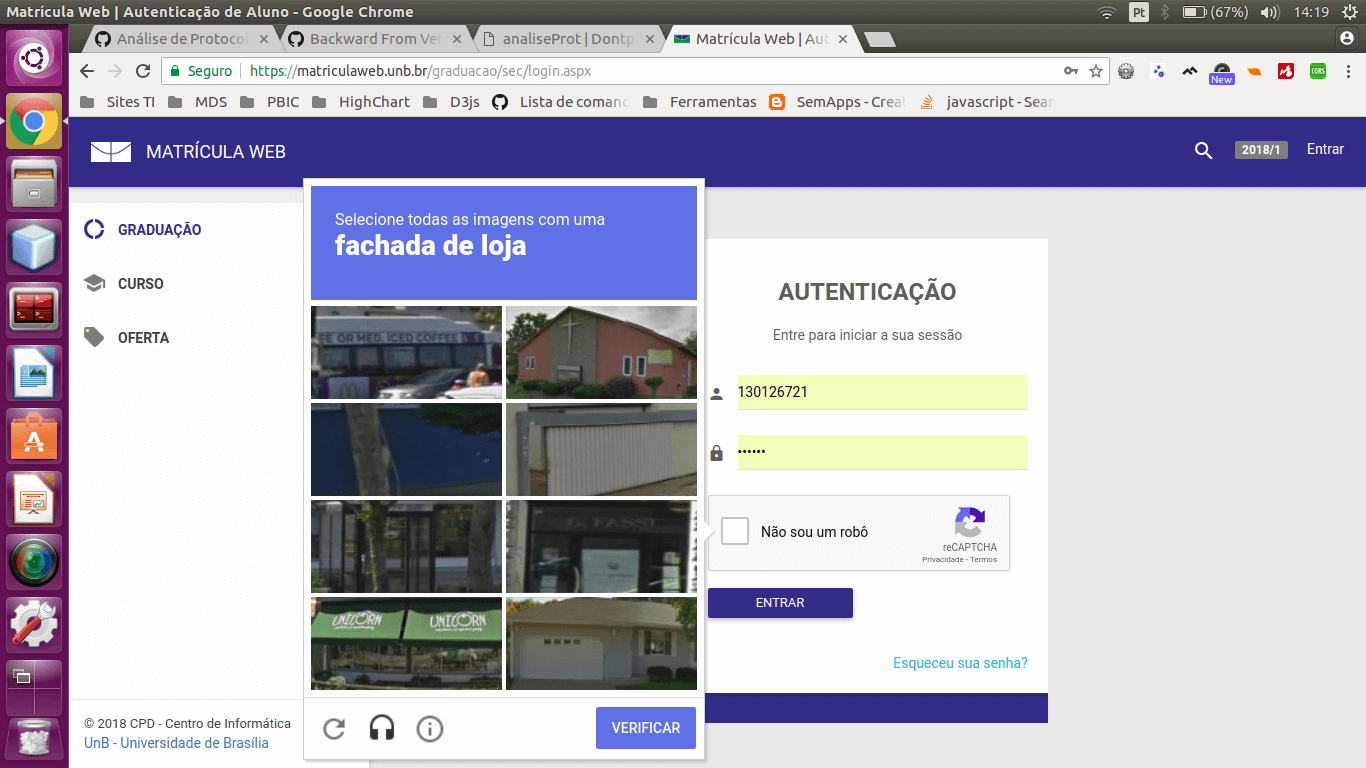 Matrícula Web | Autenticação de Aluno - Google Chrome
Pt
(67%)
14:19
Análise de Protocol
Backward From Ver
analiseProt | Dontp
Matrícula Web | Aut
Seguro
https://matriculaweb.unb.br/graduacao/sec/login.aspx
New
CORS
Sites TI
MDS
PBIC
HighChart
D3js
Lista de comand
Ferramentas
SemApps - Creat
javascript - Sear
MATRÍCULA WEB
2018/1
Entrar
GRADUAÇÃO
CURSO
OFERTA
Selecione todas as imagens com uma
fachada de loja
E OR MED. ICED COFFEE
G. FASSI
UNICORN
UNICORN
VERIFICAR
AUTENTICAÇÃO
Entre para iniciar a sua sessão
130126721
••••••
Não sou um robô
reCAPTCHA
Privacidade - Termos
ENTRAR
Esqueceu sua senha?
© 2018 CPD - Centro de Informática
UnB - Universidade de Brasília